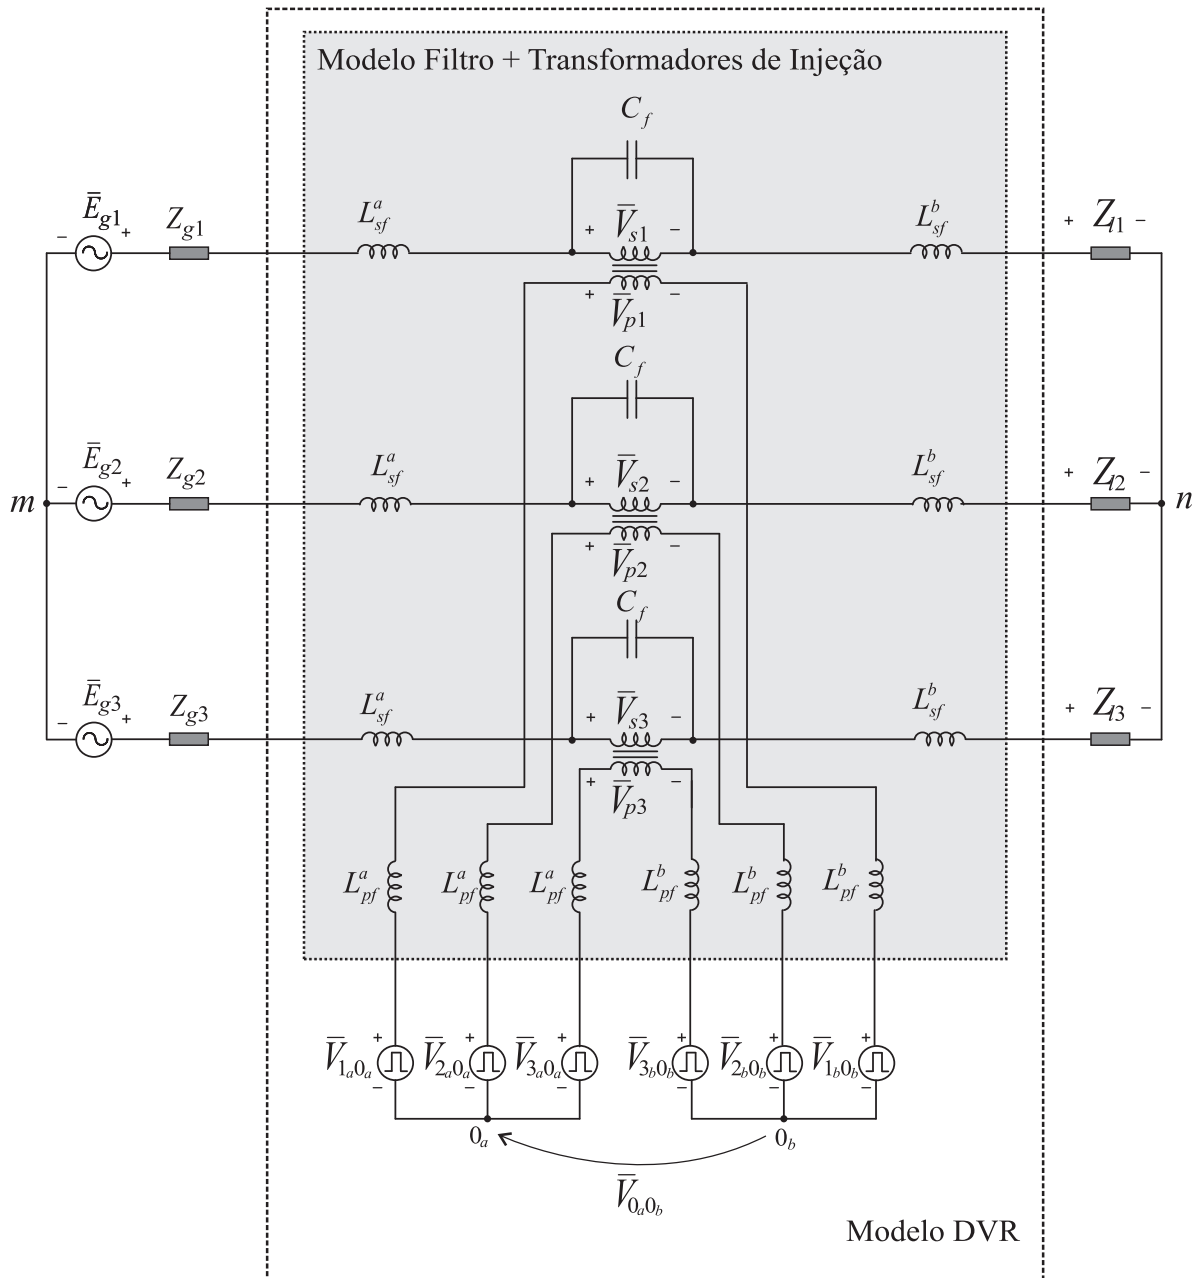 Modelo Filtro + Transformadores de Injeção
C_f
Ē_g1 Z_g1 L^a_sf V̄_s1 L^b_sf Z_l1
V̄_p1
C_f
Ē_g2 Z_g2 L^a_sf V̄_s2 L^b_sf Z_l2
m n
V̄_p2
C_f
Ē_g3 Z_g3 L^a_sf V̄_s3 L^b_sf Z_l3
V̄_p3
L^a_pf L^a_pf L^a_pf L^b_pf L^b_pf L^b_pf
V̄_1a0a V̄_2a0a V̄_3a0a V̄_3b0b V̄_2b0b V̄_1b0b
0_a 0_b
V̄_0a0b
Modelo DVR